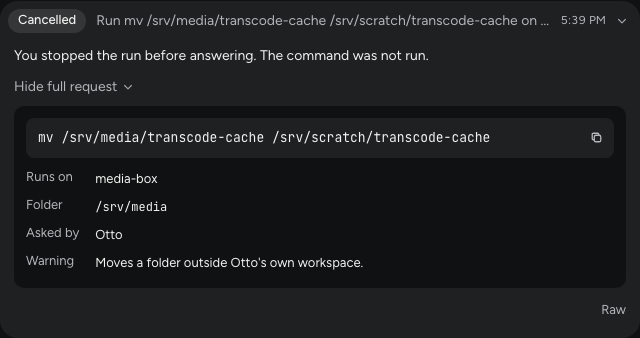 Cancelled Run mv /srv/media/transcode-cache /srv/scratch/transcode-cache on ... 5:39 PM
You stopped the run before answering. The command was not run.
Hide full request
mv /srv/media/transcode-cache /srv/scratch/transcode-cache
Runs on media-box
Folder /srv/media
Asked by Otto
Warning Moves a folder outside Otto's own workspace.
Raw